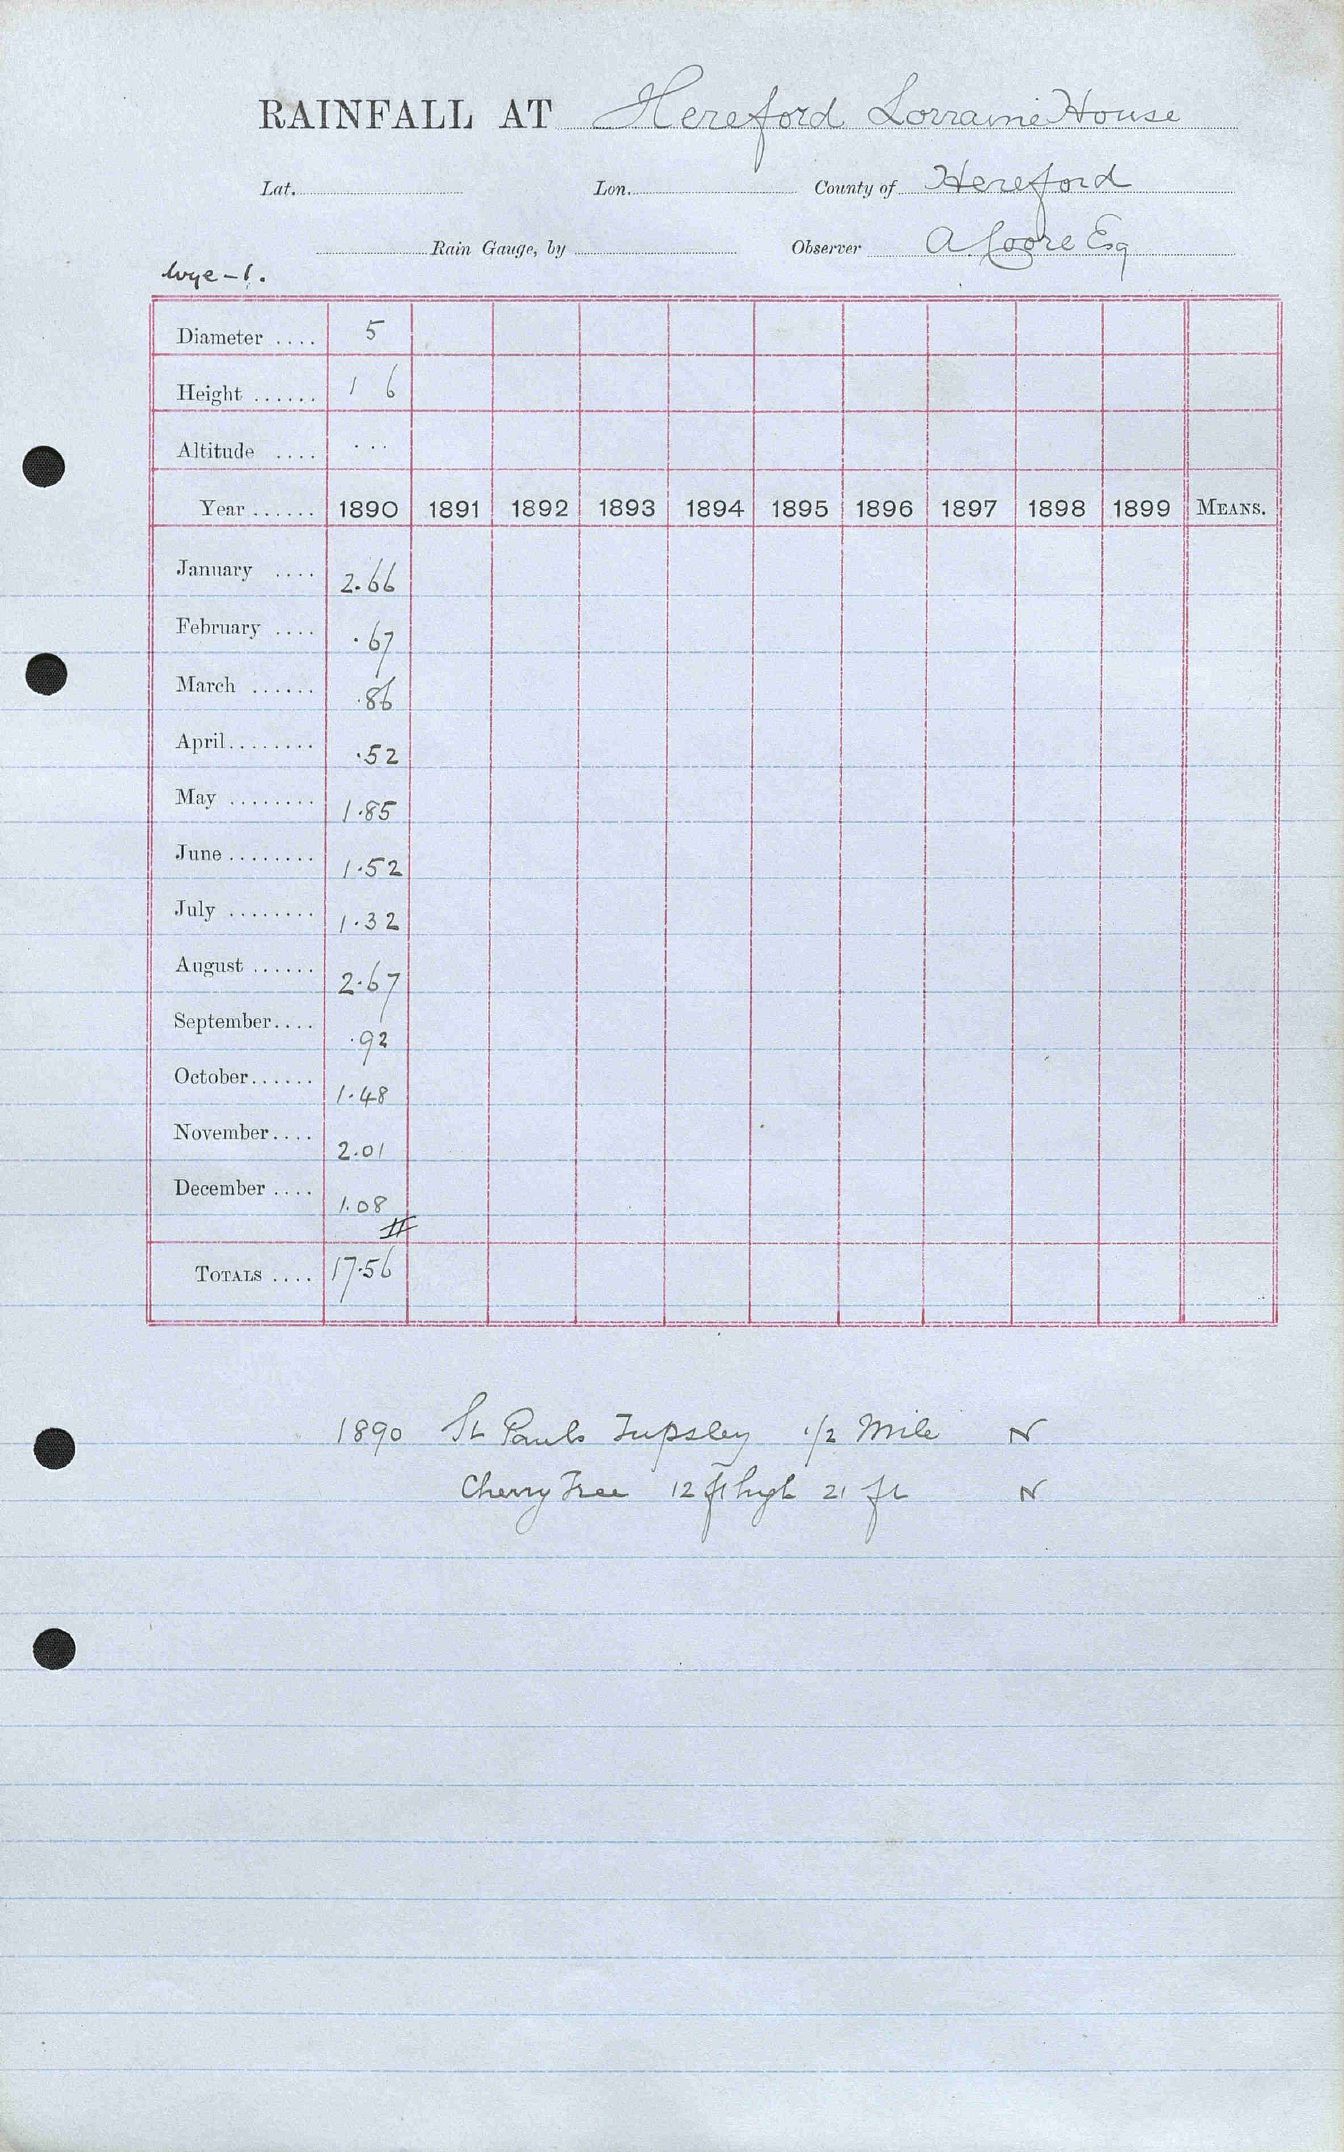 RAINFALL AT Hereford Lorraine House
Lat. Lon. County of Hereford
Rain Gauge, by Observer A Coore Esq
Wye - 1.
Diameter .... 5
Height ...... 1 6
Altitude .... ...
Year ...... 1890 1891 1892 1893 1894 1895 1896 1897 1898 1899 MEANS.
January .... 2.66
February .... .67
March ...... .86
April........ .52
May ........ 1.85
June ........ 1.52
July ........ 1.32
August ...... 2.67
September.... .92
October...... 1.48
November.... 2.01
December .... 1.08
TOTALS .... 17.56
1890 St Pauls Tupsley 1/2 Mile N
Cherry Tree 12 ft high 21 ft N